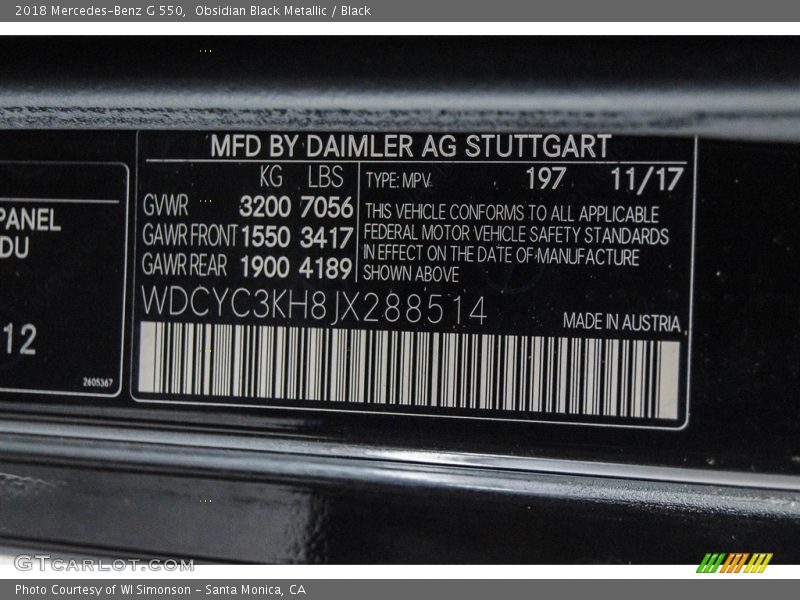 2018 Mercedes-Benz G 550,  Obsidian Black Metallic / Black
MFD BY DAIMLER AG STUTTGART
KG LBS
GVWR 3200 7056
GAWR FRONT 1550 3417
GAWR REAR 1900 4189
TYPE: MPV 197 11/17
THIS VEHICLE CONFORMS TO ALL APPLICABLE
FEDERAL MOTOR VEHICLE SAFETY STANDARDS
IN EFFECT ON THE DATE OF MANUFACTURE
SHOWN ABOVE
WDCYC3KH8JX288514
MADE IN AUSTRIA
PANEL
DU
12
2605367
GTCARLOT.COM
Photo Courtesy of WI Simonson - Santa Monica, CA